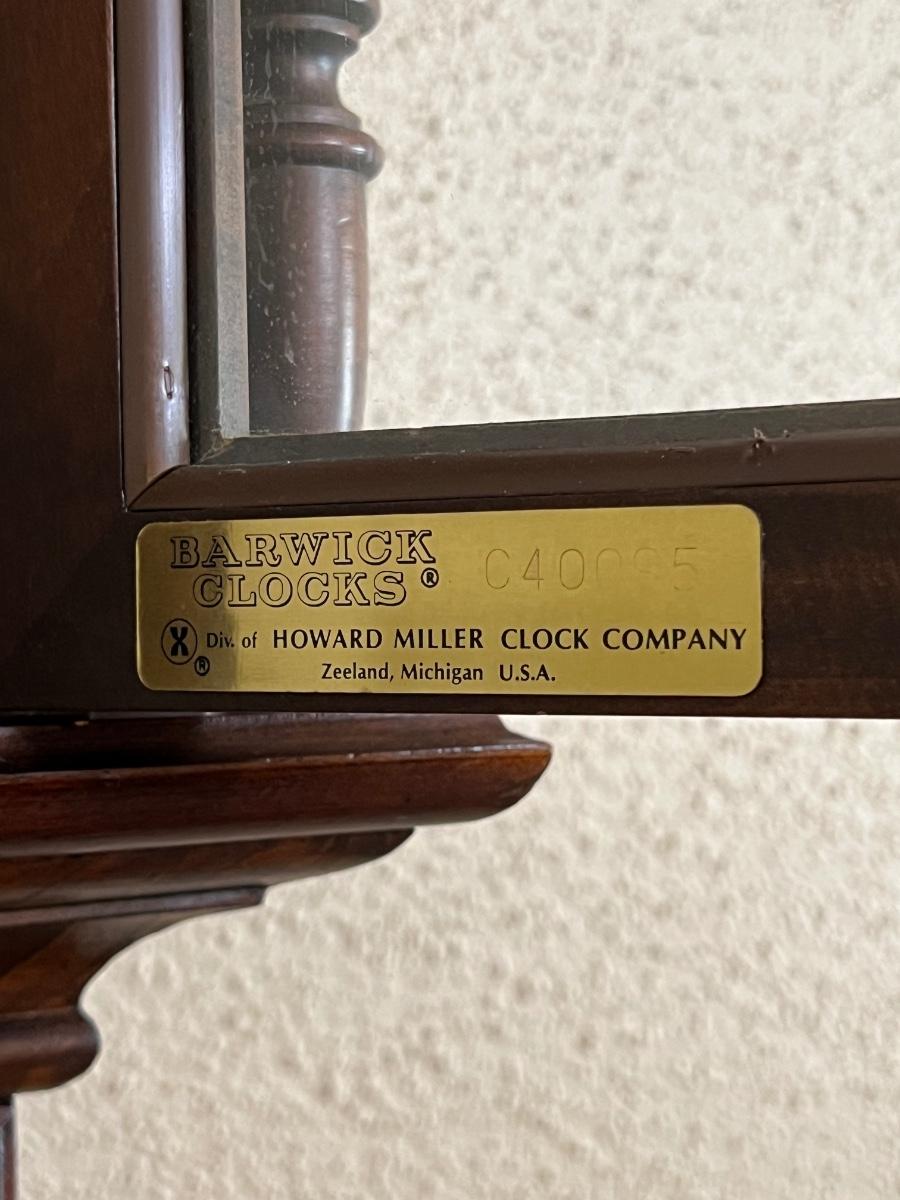 BARWICK
CLOCKS ®
X ® Div. of HOWARD MILLER CLOCK COMPANY
Zeeland, Michigan U.S.A.